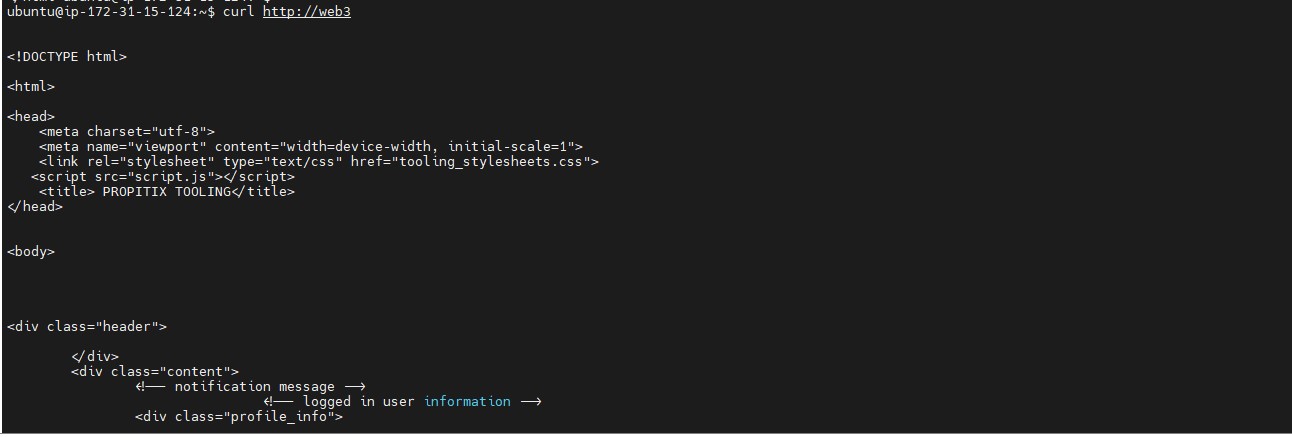 ubuntu@ip-172-31-15-124:~$ curl http://web3
<!DOCTYPE html>
<html>
<head>
    <meta charset="utf-8">
    <meta name="viewport" content="width=device-width, initial-scale=1">
    <link rel="stylesheet" type="text/css" href="tooling_stylesheets.css">
   <script src="script.js"></script>
    <title> PROPITIX TOOLING</title>
</head>
<body>
<div class="header">
        </div>
        <div class="content">
                <!-- notification message -->
                                <!-- logged in user information -->
                <div class="profile_info">